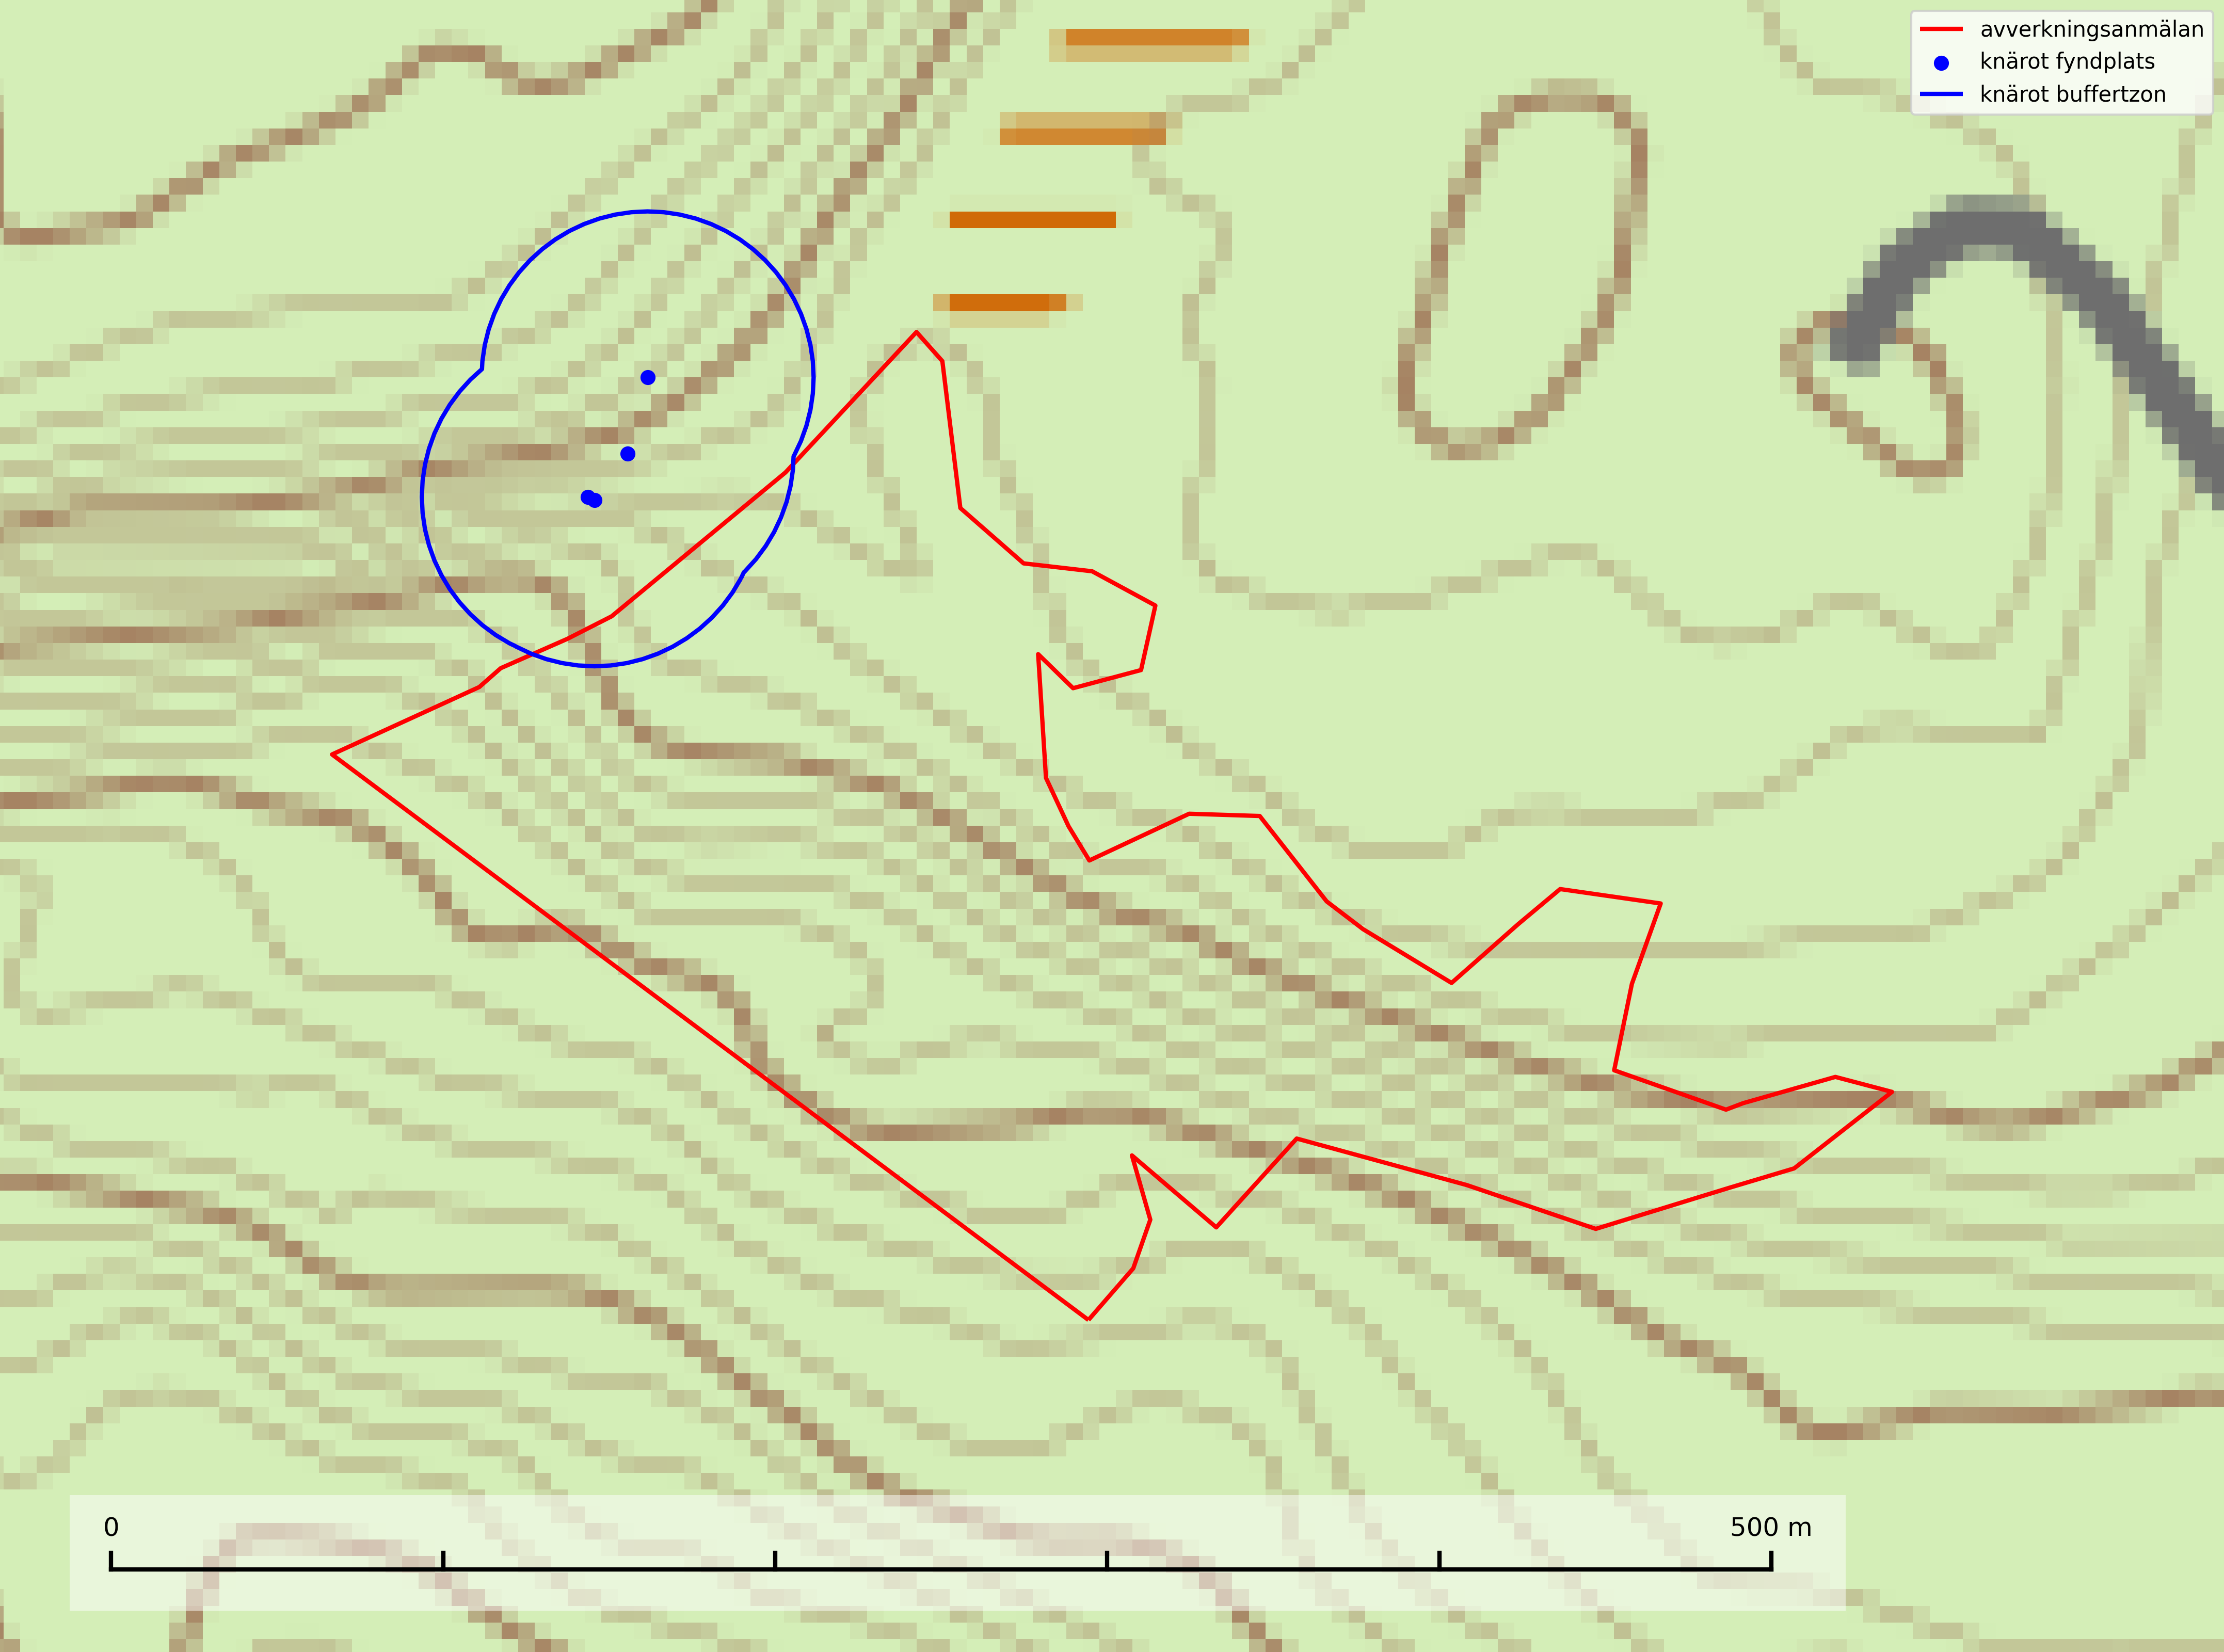 avverkningsanmälan
knärot fyndplats
knärot buffertzon
0
500 m